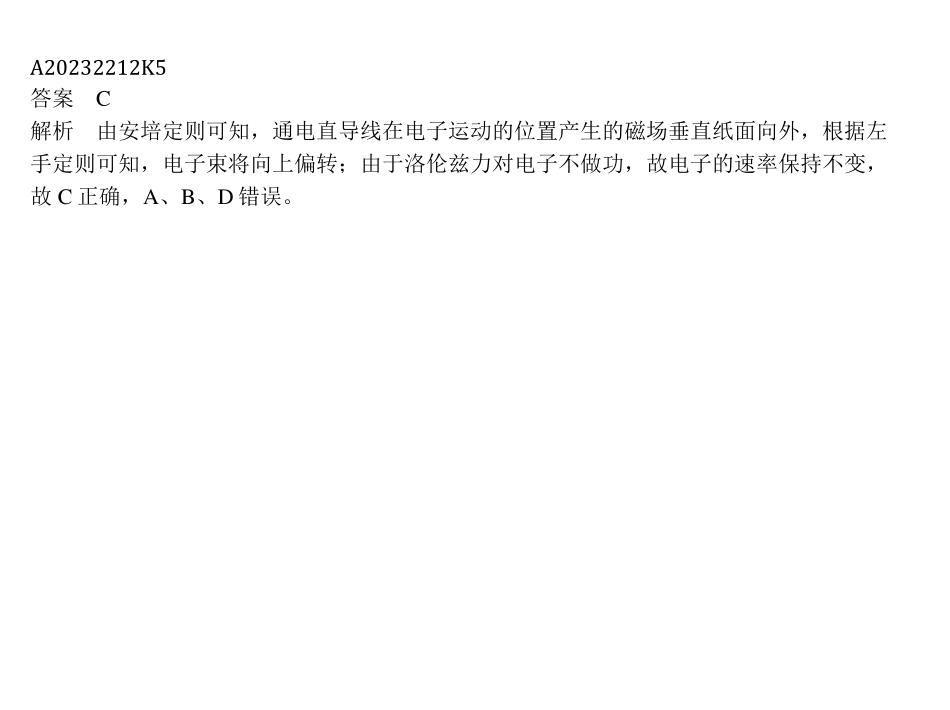 A20232212K5
答案 C
解析 由安培定则可知，通电直导线在电子运动的位置产生的磁场垂直纸面向外，根据左
手定则可知，电子束将向上偏转；由于洛伦兹力对电子不做功，故电子的速率保持不变，
故 C 正确，A、B、D 错误。